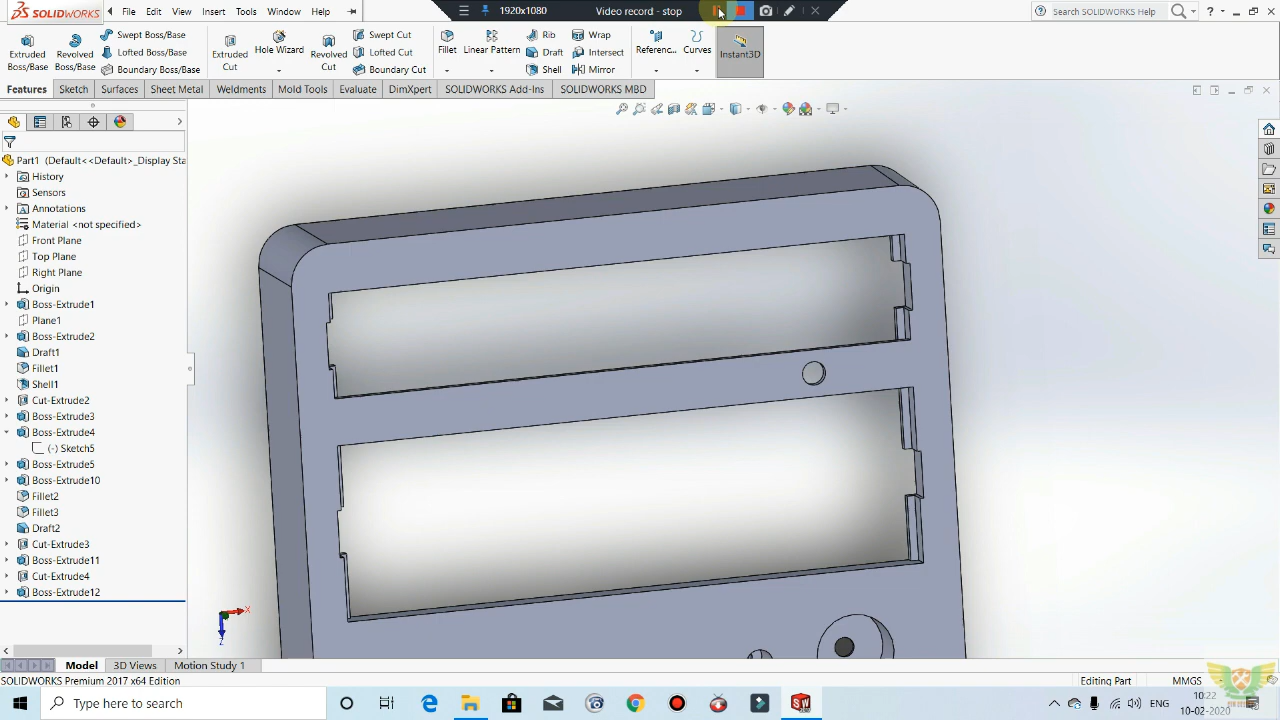 SOLIDWORKS File Edit View Insert Tools Window Help
1920x1080 Video record - stop
Search SOLIDWORKS Help
Extruded Boss/Base
Revolved Boss/Base
Swept Boss/Base
Lofted Boss/Base
Boundary Boss/Base
Extruded Cut
Hole Wizard
Revolved Cut
Swept Cut
Lofted Cut
Boundary Cut
Fillet
Linear Pattern
Rib
Draft
Shell
Wrap
Intersect
Mirror
Referenc...
Curves
Instant3D
Features Sketch Surfaces Sheet Metal Weldments Mold Tools Evaluate DimXpert SOLIDWORKS Add-Ins SOLIDWORKS MBD
Part1 (Default<<Default>_Display Sta
History
Sensors
Annotations
Material <not specified>
Front Plane
Top Plane
Right Plane
Origin
Boss-Extrude1
Plane1
Boss-Extrude2
Draft1
Fillet1
Shell1
Cut-Extrude2
Boss-Extrude3
Boss-Extrude4
(-) Sketch5
Boss-Extrude5
Boss-Extrude10
Fillet2
Fillet3
Draft2
Cut-Extrude3
Boss-Extrude11
Cut-Extrude4
Boss-Extrude12
X
Z
Model 3D Views Motion Study 1
SOLIDWORKS Premium 2017 x64 Edition
Editing Part
MMGS
Type here to search
ENG
10:22
10-02-2020